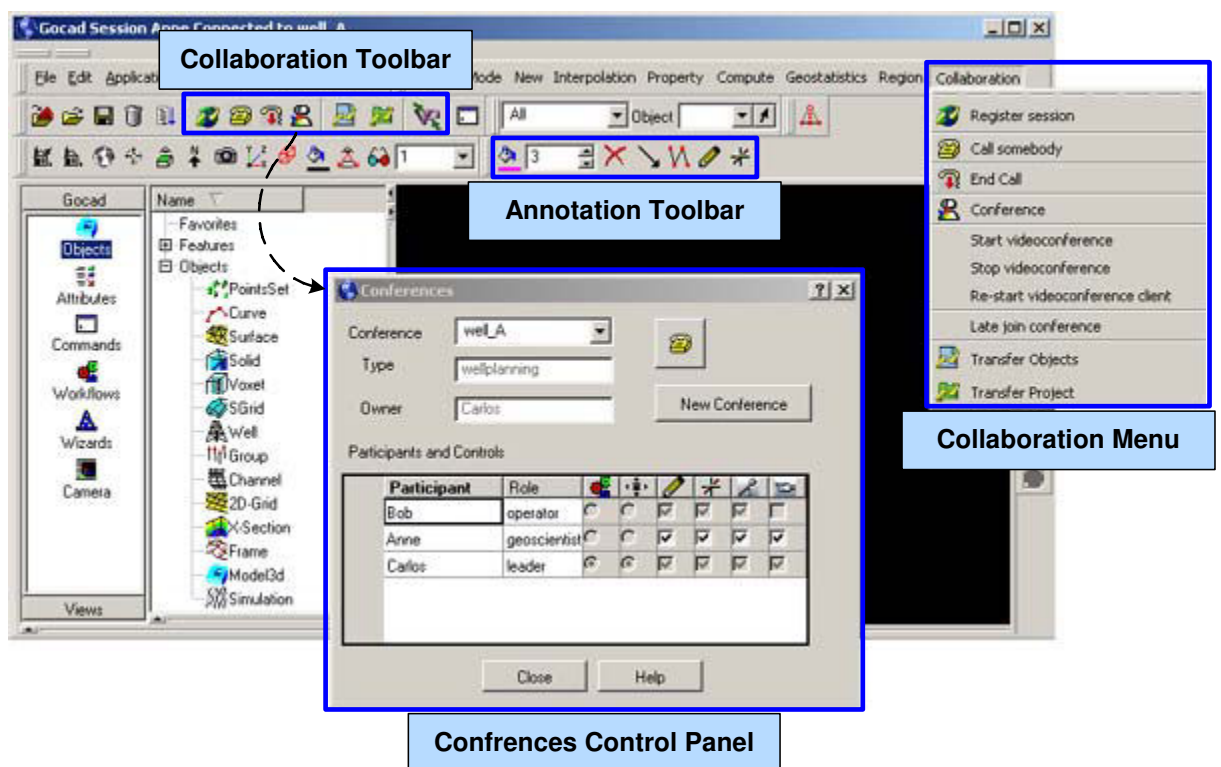 Gocad Session Anne Connected to well_A
Collaboration Toolbar
File Edit Mode New Interpolation Property Compute Geostatistics Region Collaboration
All Object
1 3
Annotation Toolbar
Register session
Call somebody
End Call
Conference
Start videoconference
Stop videoconference
Re-start videoconference client
Late join conference
Transfer Objects
Transfer Project
Collaboration Menu
Gocad
Objects
Attributes
Commands
Workflows
Wizards
Camera
Views
Name
Favorites
Features
Objects
PointsSet
Curve
Surface
Solid
Voxet
SGrid
Well
Group
Channel
2D-Grid
X-Section
Frame
Model3d
Simulation
Conferences
Conference well_A
Type wellplanning
Owner Carlos
New Conference
Participants and Controls
Participant Role
Bob operator
Anne geoscientist
Carlos leader
Close Help
Confrences Control Panel